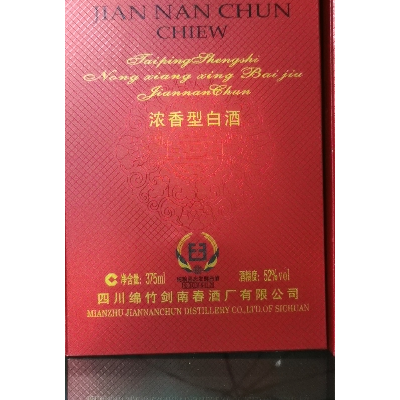 JIAN NAN CHUN
CHIEW
TaipingShengshi
Nong xiang xing Bai jiu
JiannanChun
浓香型白酒
净含量: 375ml
酒精度: 52%vol
四川绵竹剑南春酒厂有限公司
MIANZHU JIANNANCHUN DISTILLERY CO.,LTD.OF SICHUAN